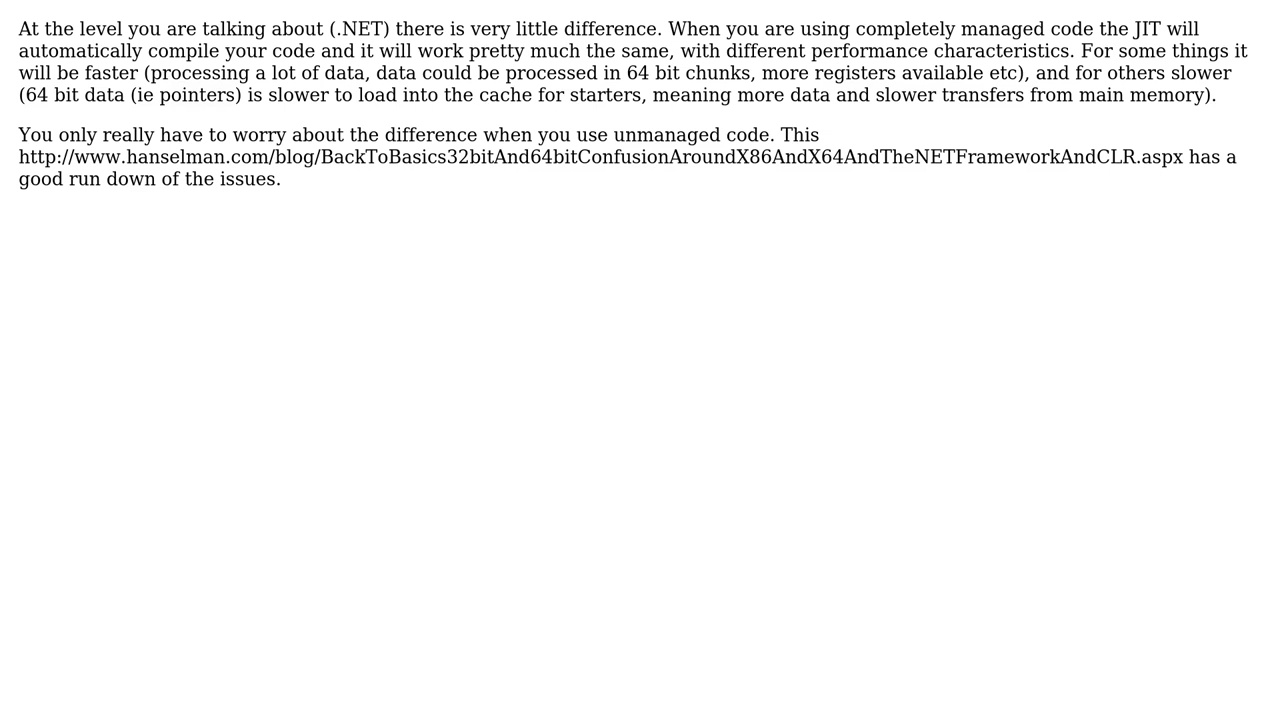 At the level you are talking about (.NET) there is very little difference. When you are using completely managed code the JIT will
automatically compile your code and it will work pretty much the same, with different performance characteristics. For some things it
will be faster (processing a lot of data, data could be processed in 64 bit chunks, more registers available etc), and for others slower
(64 bit data (ie pointers) is slower to load into the cache for starters, meaning more data and slower transfers from main memory).
You only really have to worry about the difference when you use unmanaged code. This
http://www.hanselman.com/blog/BackToBasics32bitAnd64bitConfusionAroundX86AndX64AndTheNETFrameworkAndCLR.aspx has a
good run down of the issues.